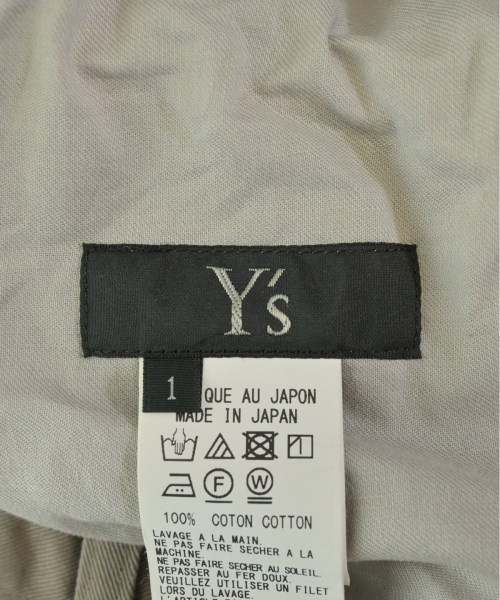 Y's
1
QUE AU JAPON
MADE IN JAPAN
F
W
100% COTON COTTON
LAVAGE A LA MAIN.
NE PAS FAIRE SECHER A LA
MACHINE.
NE PAS FAIRE SECHER AU SOLEIL.
REPASSER AU FER DOUX.
VEUILLEZ UTILISER UN FILET
LORS DU LAVAGE.